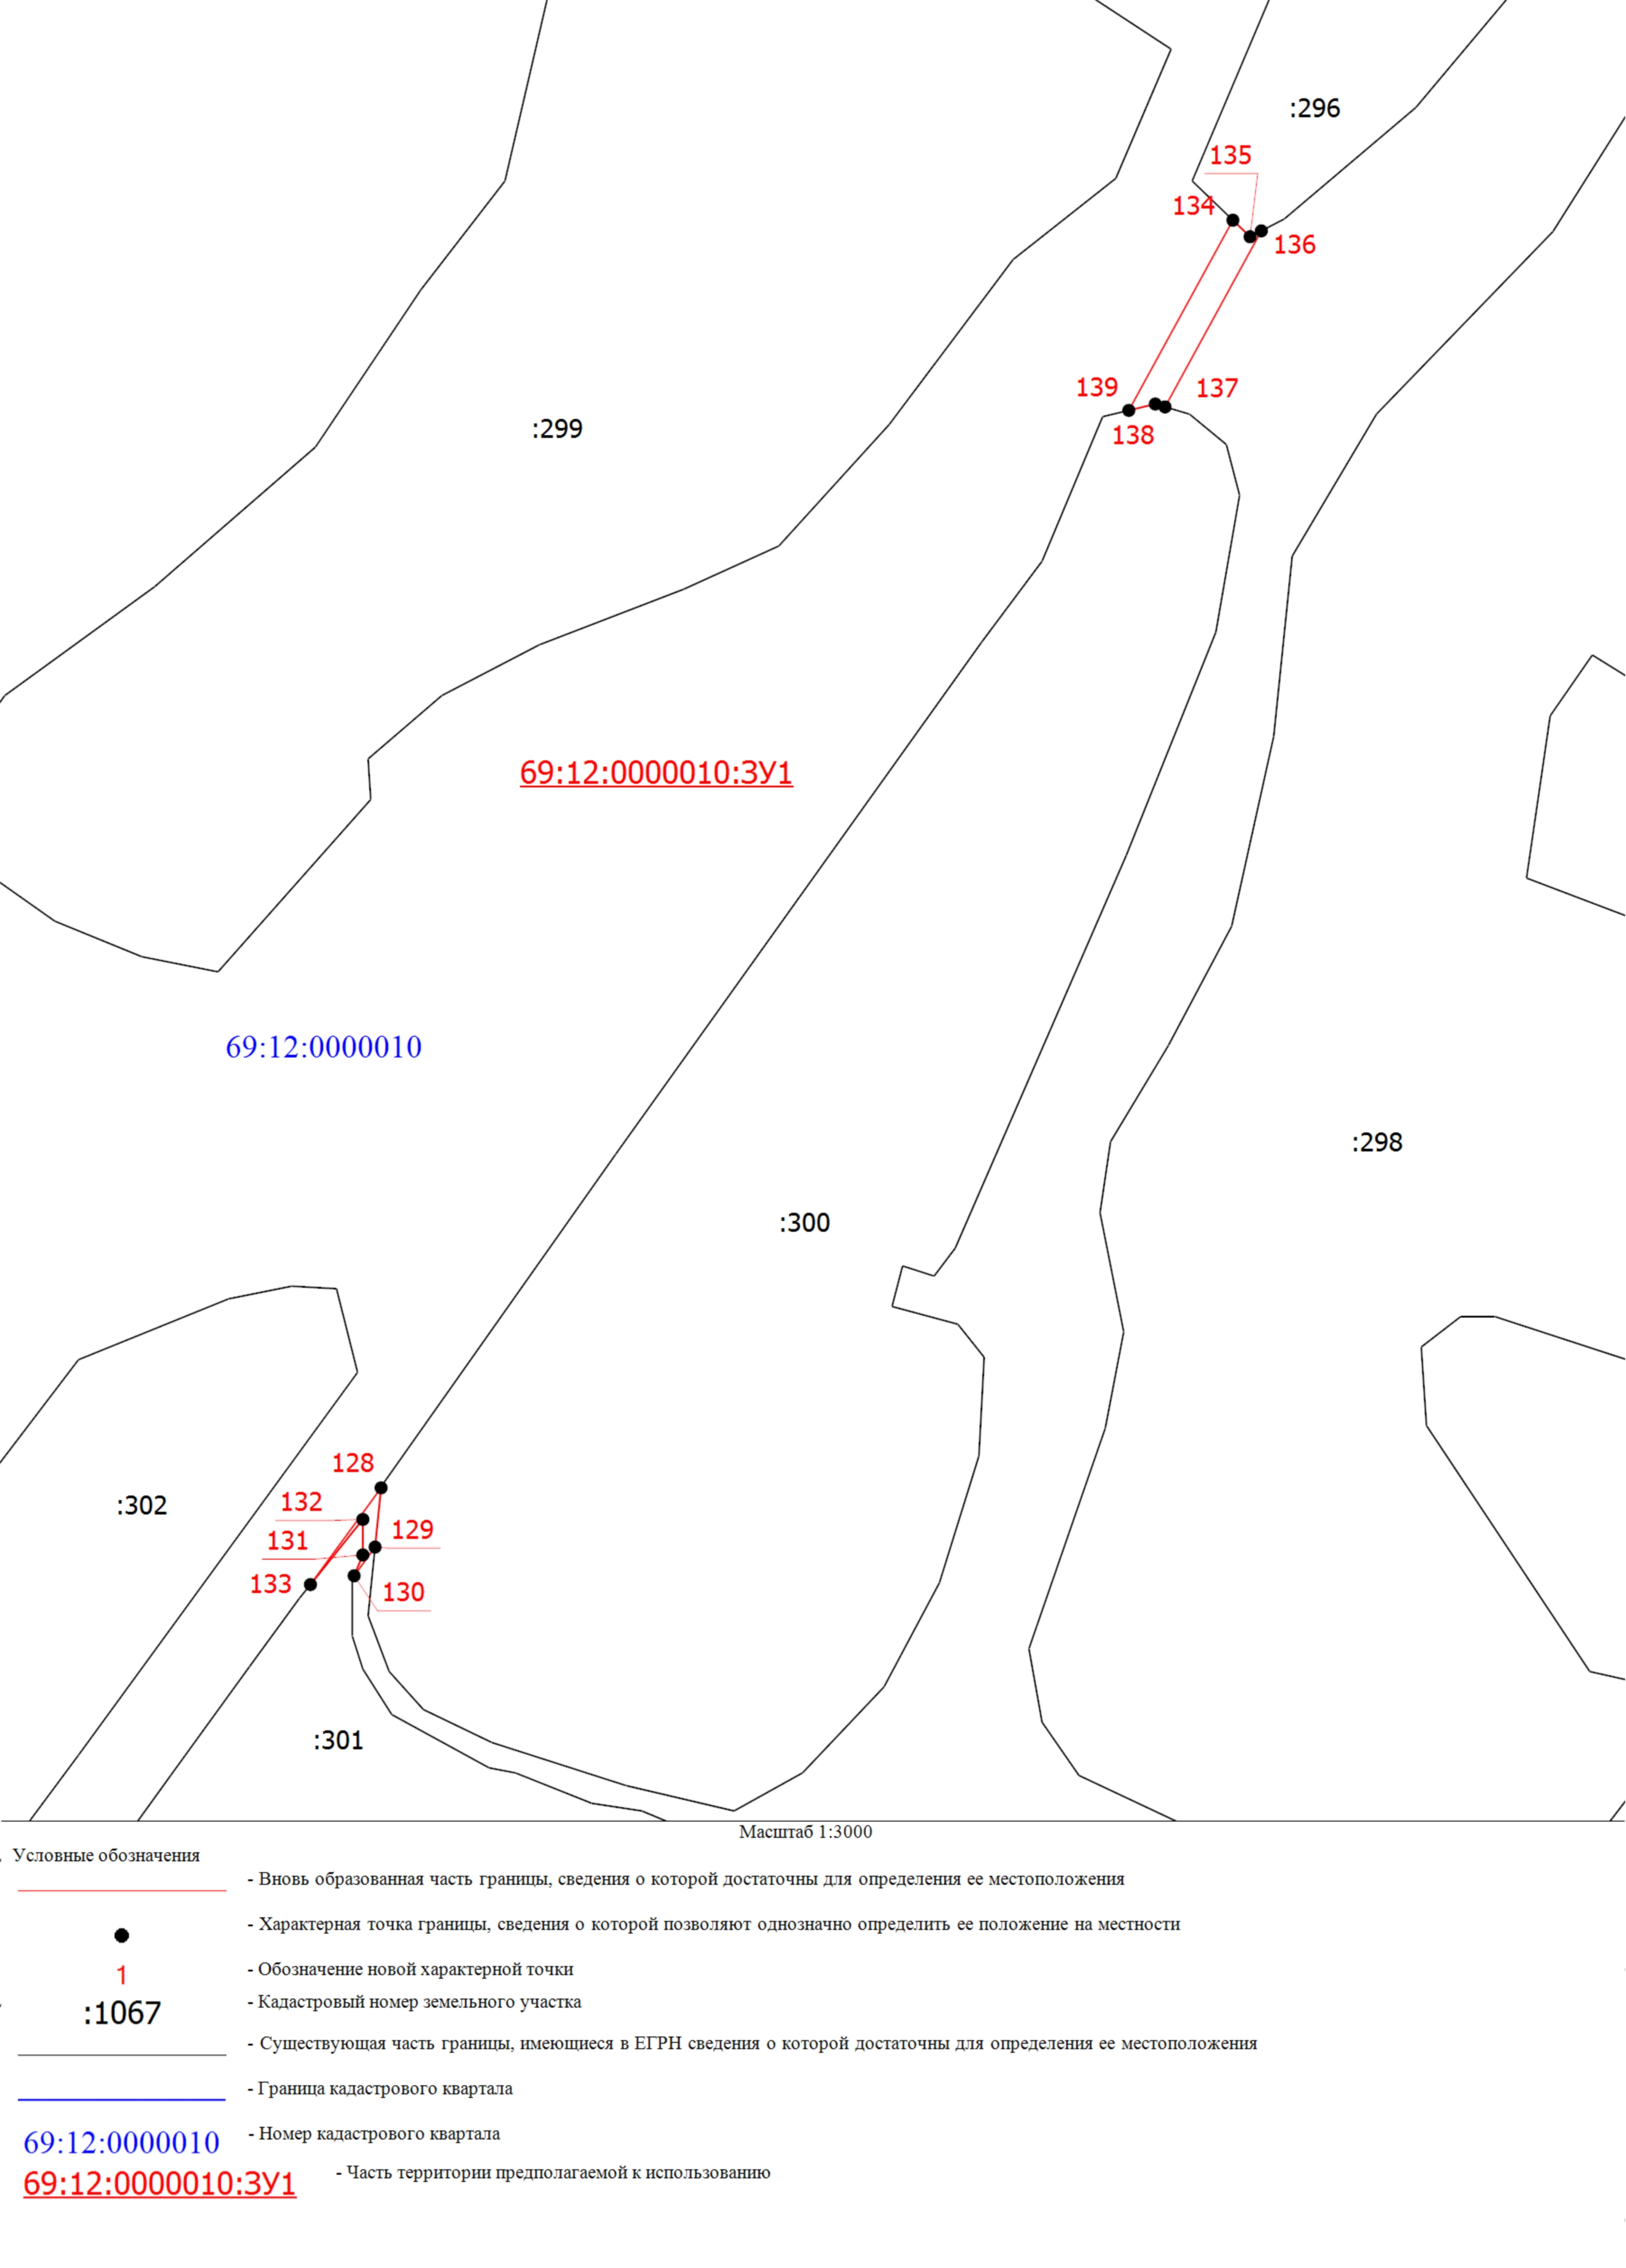 :296
135
134
136
139
137
138
:299
69:12:0000010:ЗУ1
69:12:0000010
:298
:300
128
:302
132
129
131
133
130
:301
Масштаб 1:3000
Условные обозначения
- Вновь образованная часть границы, сведения о которой достаточны для определения ее местоположения
- Характерная точка границы, сведения о которой позволяют однозначно определить ее положение на местности
1
- Обозначение новой характерной точки
:1067
- Кадастровый номер земельного участка
- Существующая часть границы, имеющиеся в ЕГРН сведения о которой достаточны для определения ее местоположения
- Граница кадастрового квартала
69:12:0000010
- Номер кадастрового квартала
69:12:0000010:ЗУ1
- Часть территории предполагаемой к использованию